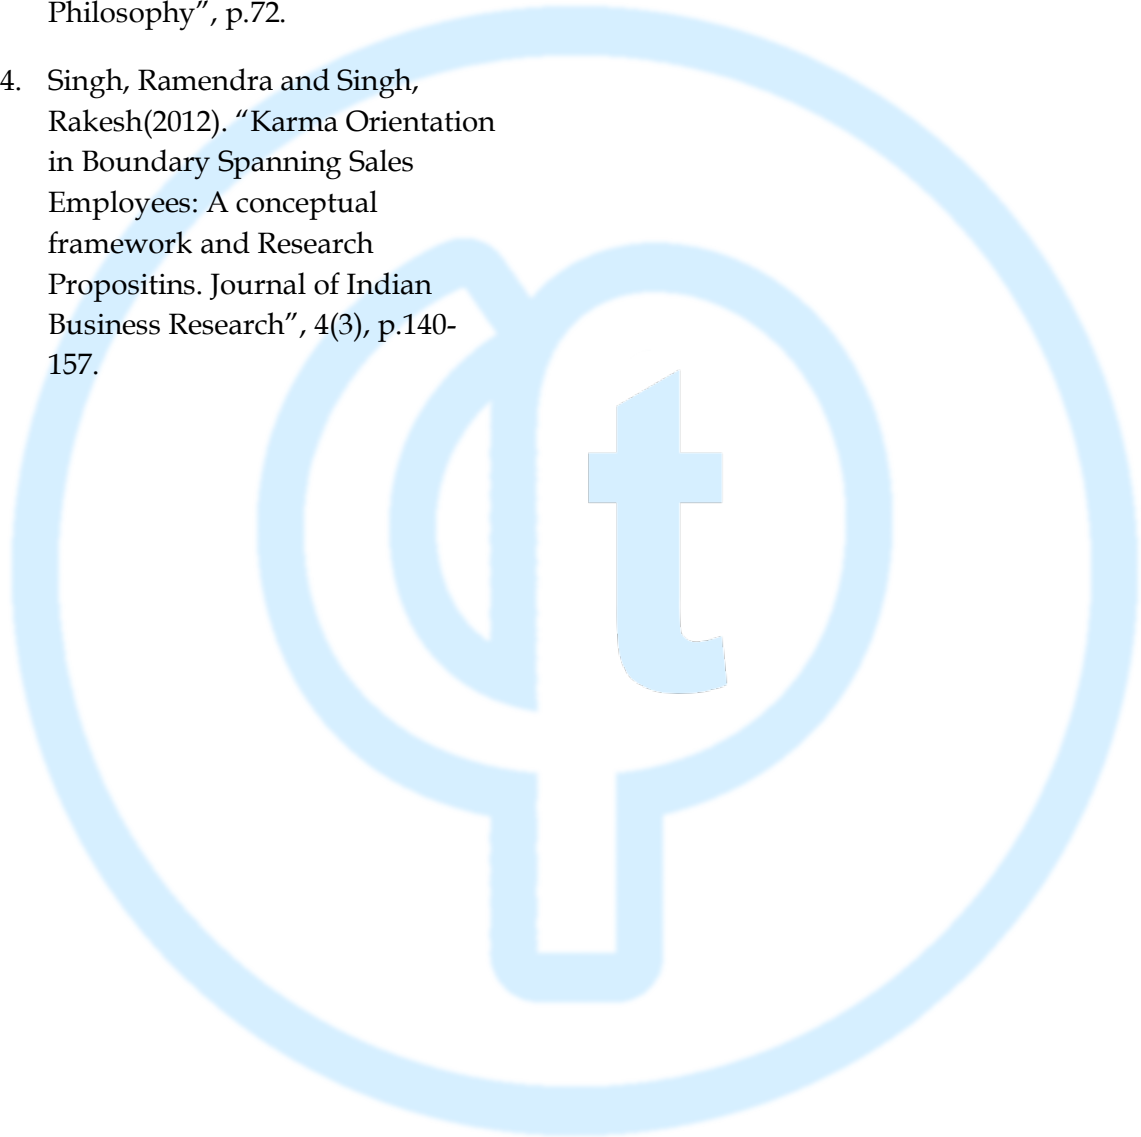 Philosophy”, p.72.
4. Singh, Ramendra and Singh,
Rakesh(2012). “Karma Orientation
in Boundary Spanning Sales
Employees: A conceptual
framework and Research
Propositins. Journal of Indian
Business Research”, 4(3), p.140-
157.
t